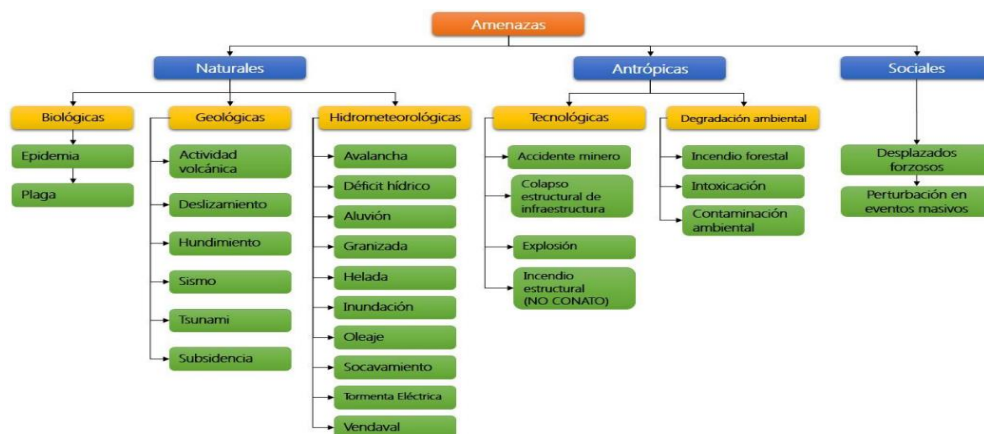 Amenazas
Naturales
Antrópicas
Sociales
Biológicas
Geológicas
Hidrometeorológicas
Tecnológicas
Degradación ambiental
Epidemia
Plaga
Actividad
volcánica
Deslizamiento
Hundimiento
Sismo
Tsunami
Subsidencia
Avalancha
Déficit hídrico
Aluvión
Granizada
Helada
Inundación
Oleaje
Socavamiento
Tormenta Eléctrica
Vendaval
Accidente minero
Colapso
estructural de
infraestructura
Explosión
Incendio
estructural
(NO CONATO)
Incendio forestal
Intoxicación
Contaminación
ambiental
Desplazados
forzosos
Perturbación en
eventos masivos